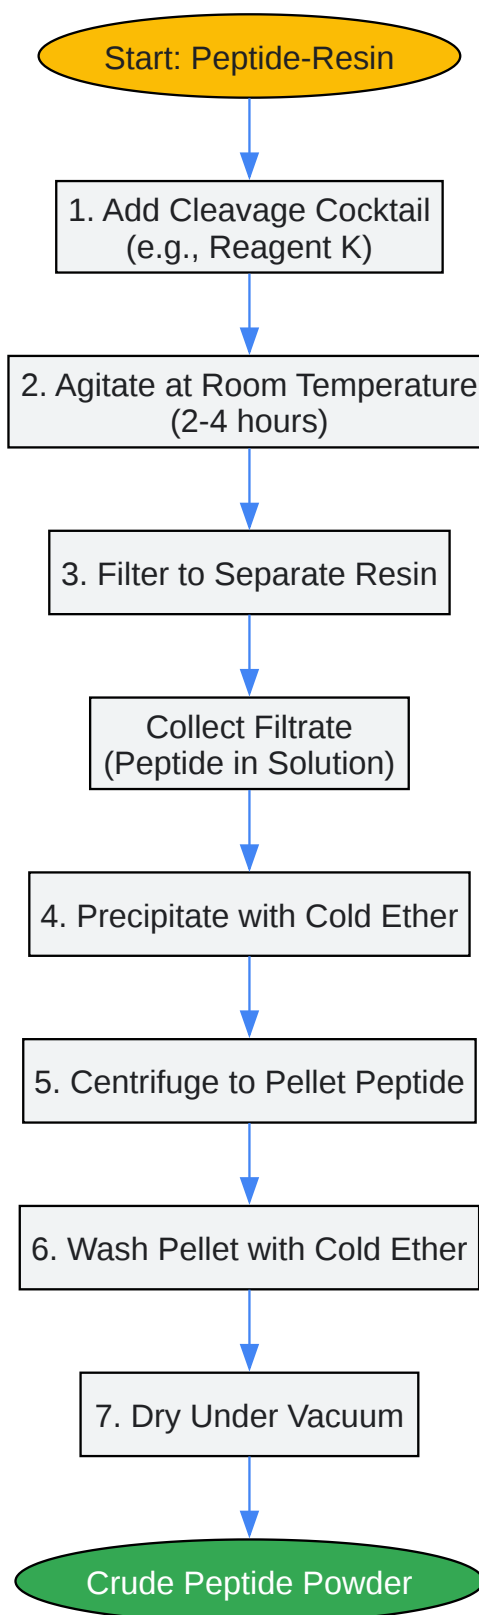 Start: Peptide-Resin
1. Add Cleavage Cocktail
(e.g., Reagent K)
2. Agitate at Room Temperature
(2-4 hours)
3. Filter to Separate Resin
Collect Filtrate
(Peptide in Solution)
4. Precipitate with Cold Ether
5. Centrifuge to Pellet Peptide
6. Wash Pellet with Cold Ether
7. Dry Under Vacuum
Crude Peptide Powder